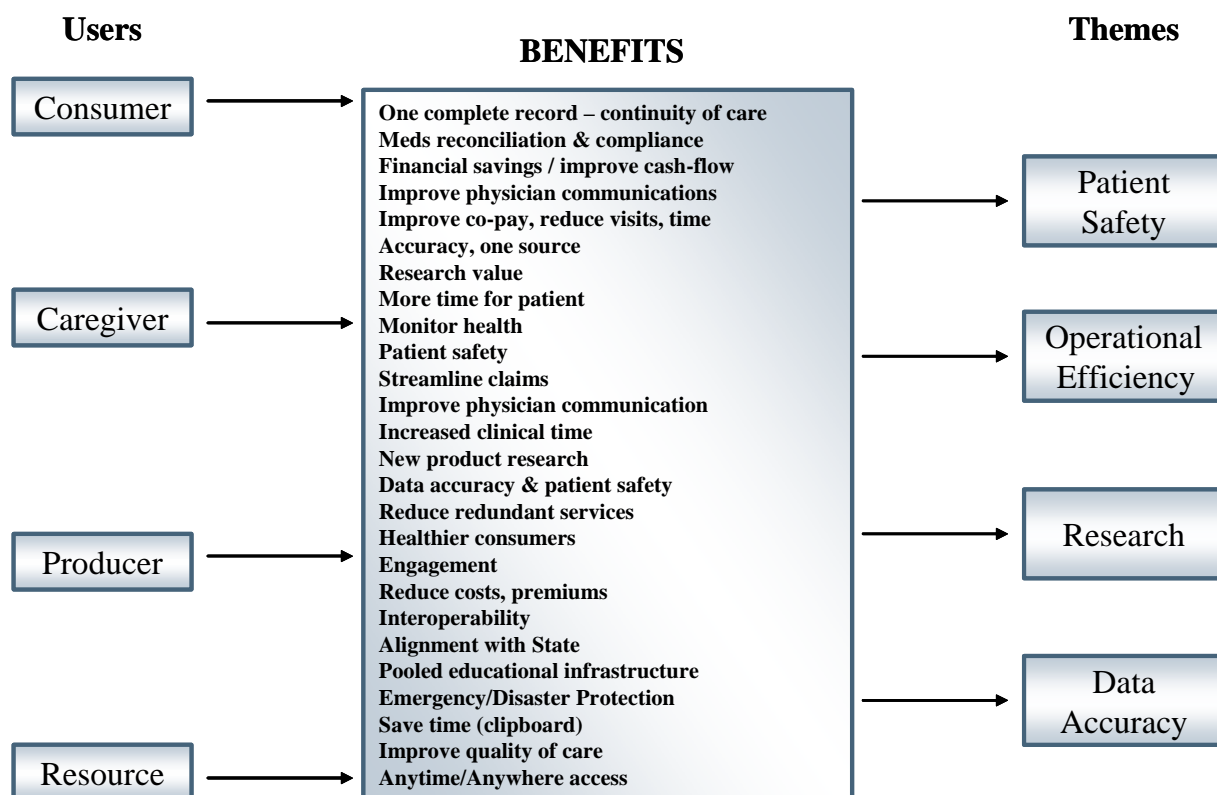 Users
Consumer
Caregiver
Producer
Resource
BENEFITS
One complete record – continuity of care
Meds reconciliation & compliance
Financial savings / improve cash-flow
Improve physician communications
Improve co-pay, reduce visits, time
Accuracy, one source
Research value
More time for patient
Monitor health
Patient safety
Streamline claims
Improve physician communication
Increased clinical time
New product research
Data accuracy & patient safety
Reduce redundant services
Healthier consumers
Engagement
Reduce costs, premiums
Interoperability
Alignment with State
Pooled educational infrastructure
Emergency/Disaster Protection
Save time (clipboard)
Improve quality of care
Anytime/Anywhere access
Themes
Patient
Safety
Operational
Efficiency
Research
Data
Accuracy